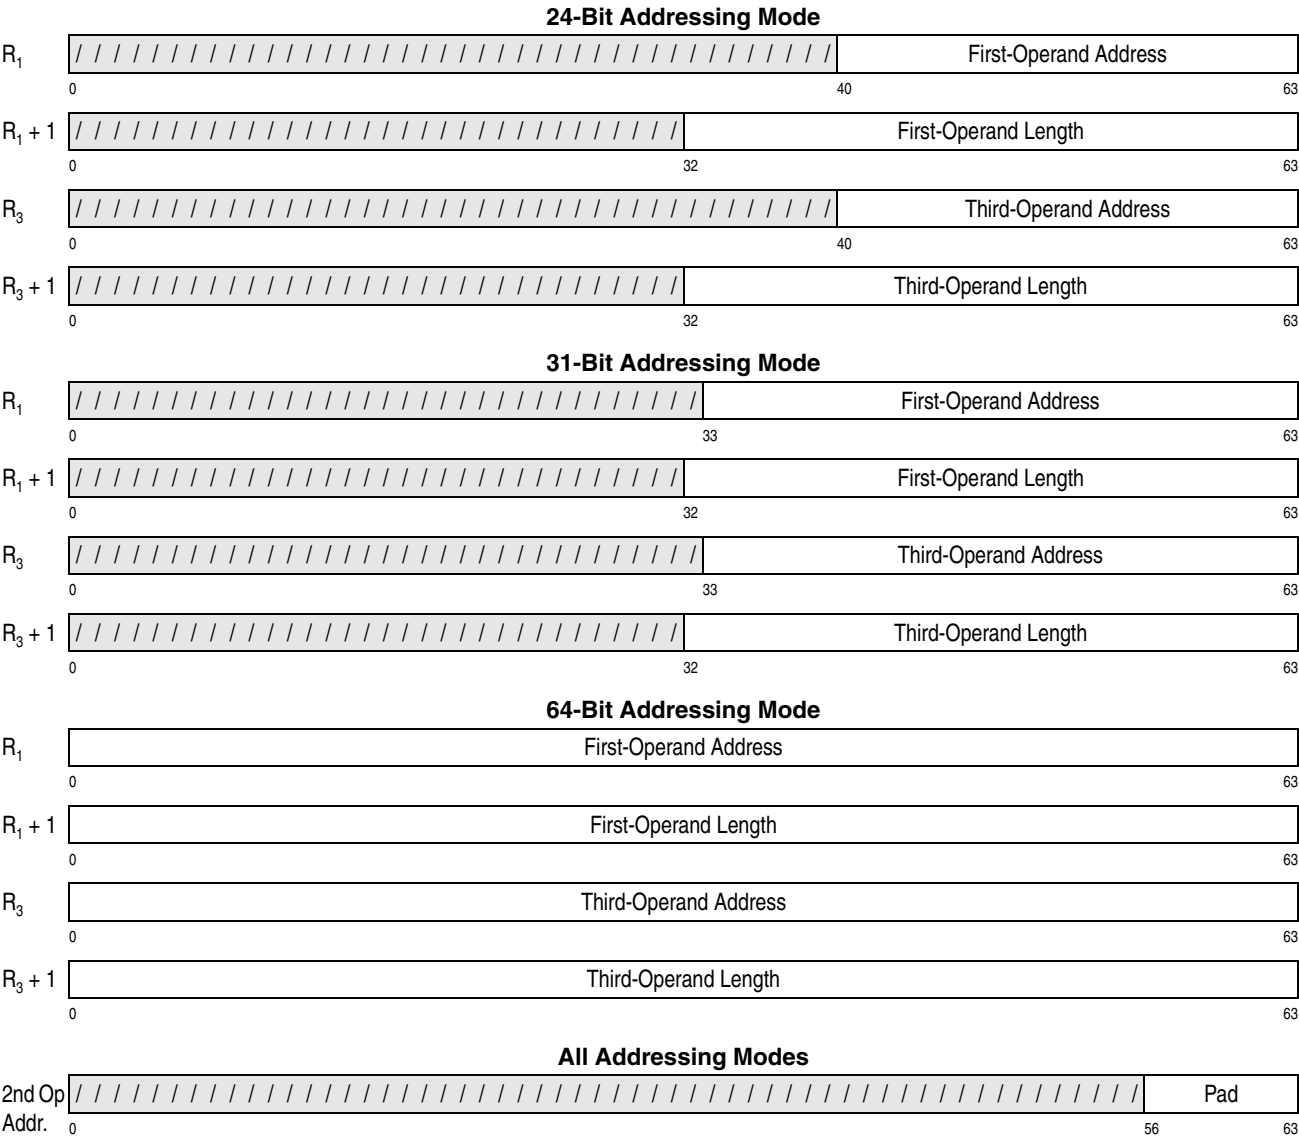 24-Bit Addressing Mode
R1 / / / / / / / / / / / / / / / / / / / / / / / / / / / / / / / / / / / / / / / / First-Operand Address
0 40 63
R1 + 1 / / / / / / / / / / / / / / / / / / / / / / / / / / / / / / / / First-Operand Length
0 32 63
R3 / / / / / / / / / / / / / / / / / / / / / / / / / / / / / / / / / / / / / / / / Third-Operand Address
0 40 63
R3 + 1 / / / / / / / / / / / / / / / / / / / / / / / / / / / / / / / / Third-Operand Length
0 32 63
31-Bit Addressing Mode
R1 / / / / / / / / / / / / / / / / / / / / / / / / / / / / / / / / / First-Operand Address
0 33 63
R1 + 1 / / / / / / / / / / / / / / / / / / / / / / / / / / / / / / / / First-Operand Length
0 32 63
R3 / / / / / / / / / / / / / / / / / / / / / / / / / / / / / / / / / Third-Operand Address
0 33 63
R3 + 1 / / / / / / / / / / / / / / / / / / / / / / / / / / / / / / / / Third-Operand Length
0 32 63
64-Bit Addressing Mode
R1 First-Operand Address
0 63
R1 + 1 First-Operand Length
0 63
R3 Third-Operand Address
0 63
R3 + 1 Third-Operand Length
0 63
All Addressing Modes
2nd Op / / / / / / / / / / / / / / / / / / / / / / / / / / / / / / / / / / / / / / / / / / / / / / / / / / / / / / / / Pad
Addr. 0 56 63